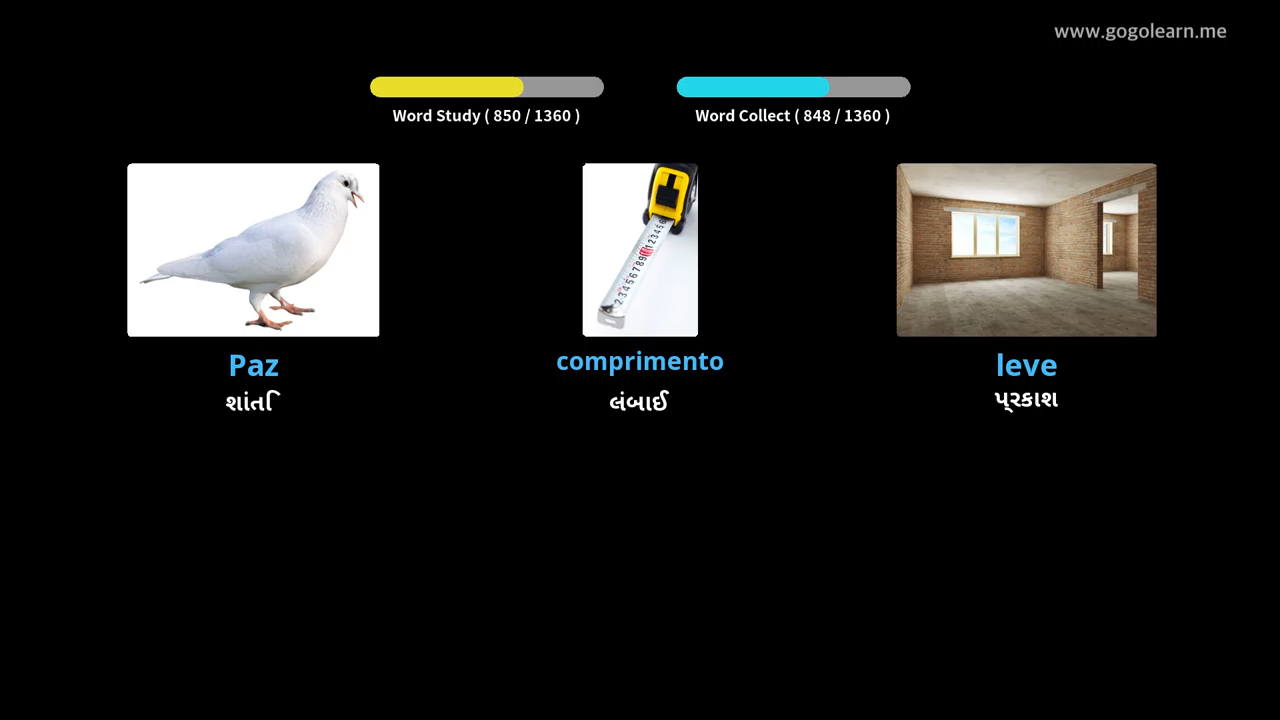 www.gogolearn.me
Word Study ( 850 / 1360 )
Word Collect ( 848 / 1360 )
Paz
comprimento
leve
શાંતિ
લંબાઈ
પ્રકાશ